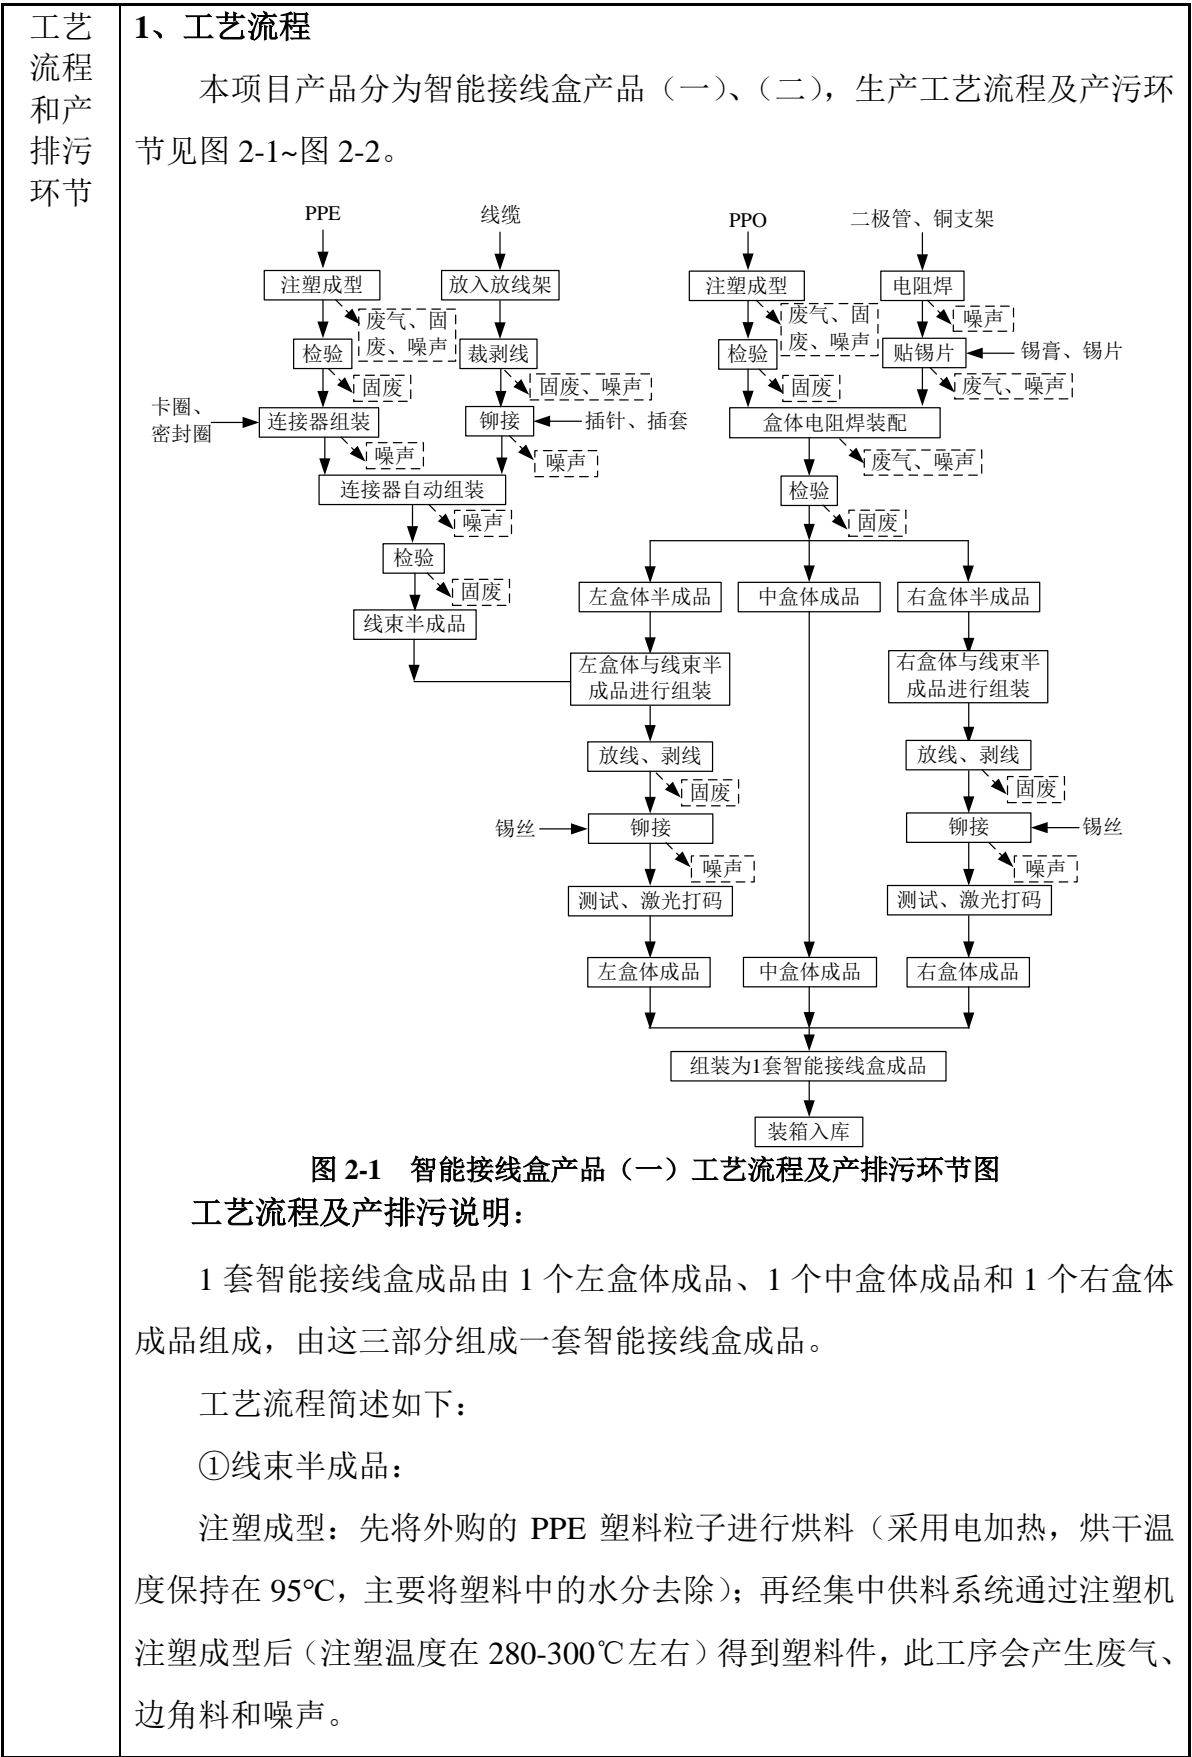 工艺
流程
和产
排污
环节
1、工艺流程
本项目产品分为智能接线盒产品（一）、（二），生产工艺流程及产污环
节见图 2-1~图 2-2。
PPE
线缆
PPO
二极管、铜支架
注塑成型
放入放线架
注塑成型
电阻焊
废气、固
废、噪声
废气、固
废、噪声
噪声
检验
裁剥线
检验
贴锡片
锡膏、锡片
固废
固废、噪声
固废
废气、噪声
卡圈、
密封圈
连接器组装
铆接
插针、插套
盒体电阻焊装配
噪声
噪声
废气、噪声
连接器自动组装
检验
噪声
固废
检验
固废
左盒体半成品
中盒体成品
右盒体半成品
线束半成品
左盒体与线束半
成品进行组装
右盒体与线束半
成品进行组装
放线、剥线
放线、剥线
固废
固废
锡丝
铆接
铆接
锡丝
噪声
噪声
测试、激光打码
测试、激光打码
左盒体成品
中盒体成品
右盒体成品
组装为1套智能接线盒成品
装箱入库
图 2-1 智能接线盒产品（一）工艺流程及产排污环节图
工艺流程及产排污说明：
1 套智能接线盒成品由 1 个左盒体成品、1 个中盒体成品和 1 个右盒体
成品组成，由这三部分组成一套智能接线盒成品。
工艺流程简述如下：
①线束半成品：
注塑成型：先将外购的 PPE 塑料粒子进行烘料（采用电加热，烘干温
度保持在 95℃，主要将塑料中的水分去除）；再经集中供料系统通过注塑机
注塑成型后（注塑温度在 280-300℃左右）得到塑料件，此工序会产生废气、
边角料和噪声。